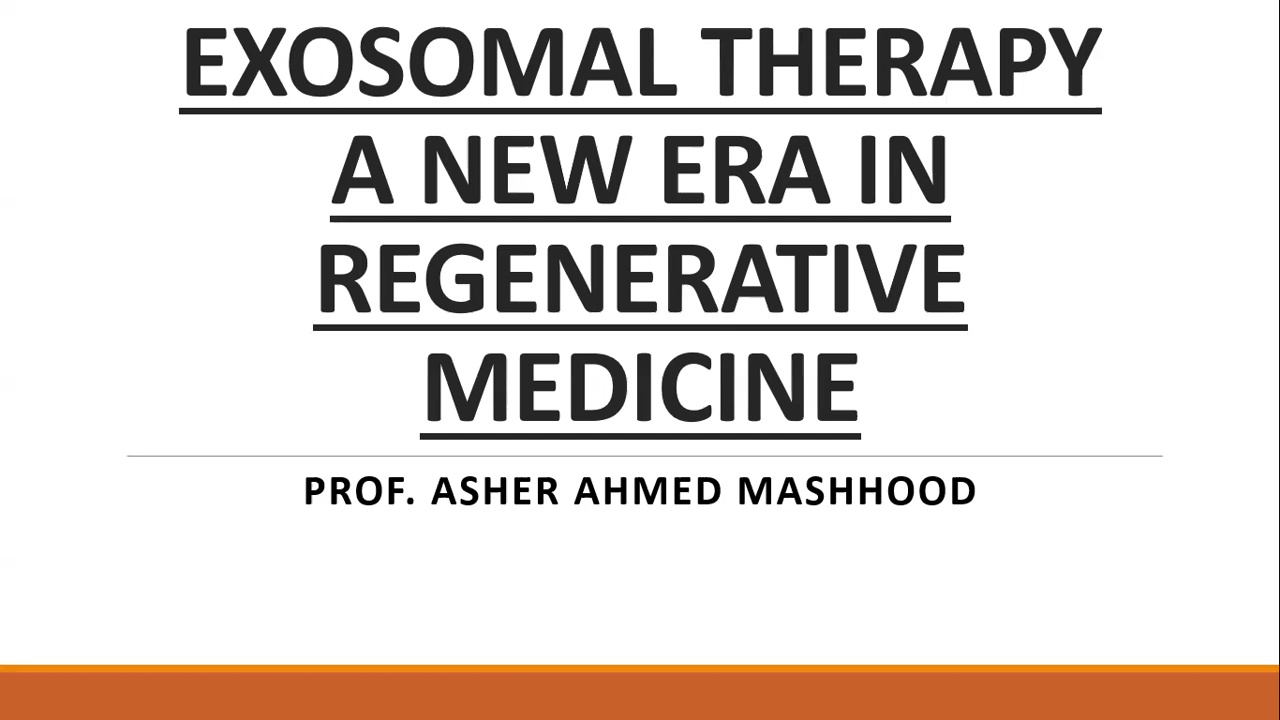 EXOSOMAL THERAPY
A NEW ERA IN
REGENERATIVE
MEDICINE
PROF. ASHER AHMED MASHHOOD